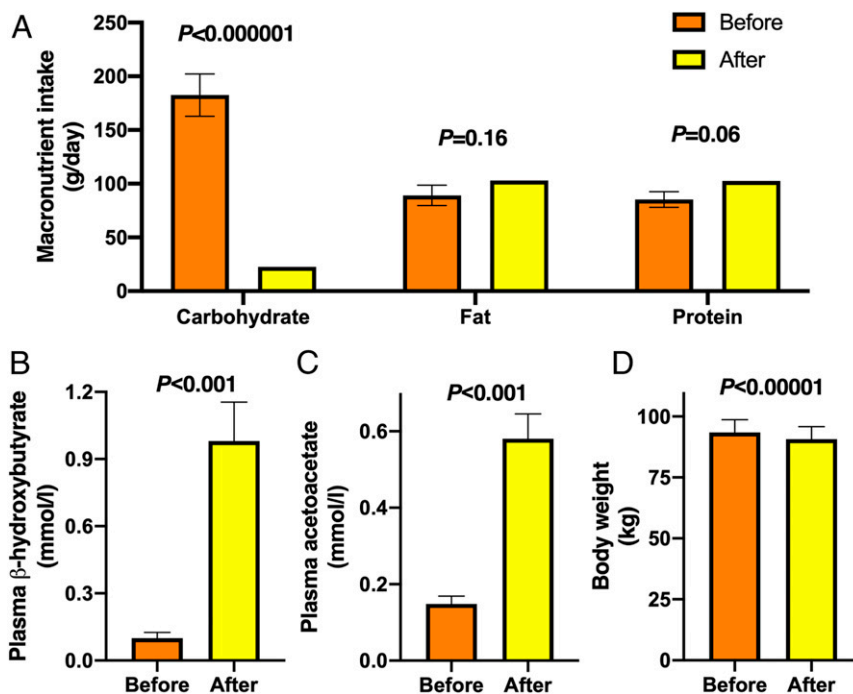 A
P<0.000001
Before
After
P=0.16
P=0.06
Macronutrient intake
(g/day)
250
200
150
100
50
0
Carbohydrate
Fat
Protein
B
P<0.001
Plasma β-hydroxybutyrate
(mmol/l)
1.2
0.9
0.6
0.3
0.0
Before
After
C
P<0.001
Plasma acetoacetate
(mmol/l)
0.6
0.4
0.2
0.0
Before
After
D
P<0.00001
Body weight
(kg)
100
75
50
25
0
Before
After